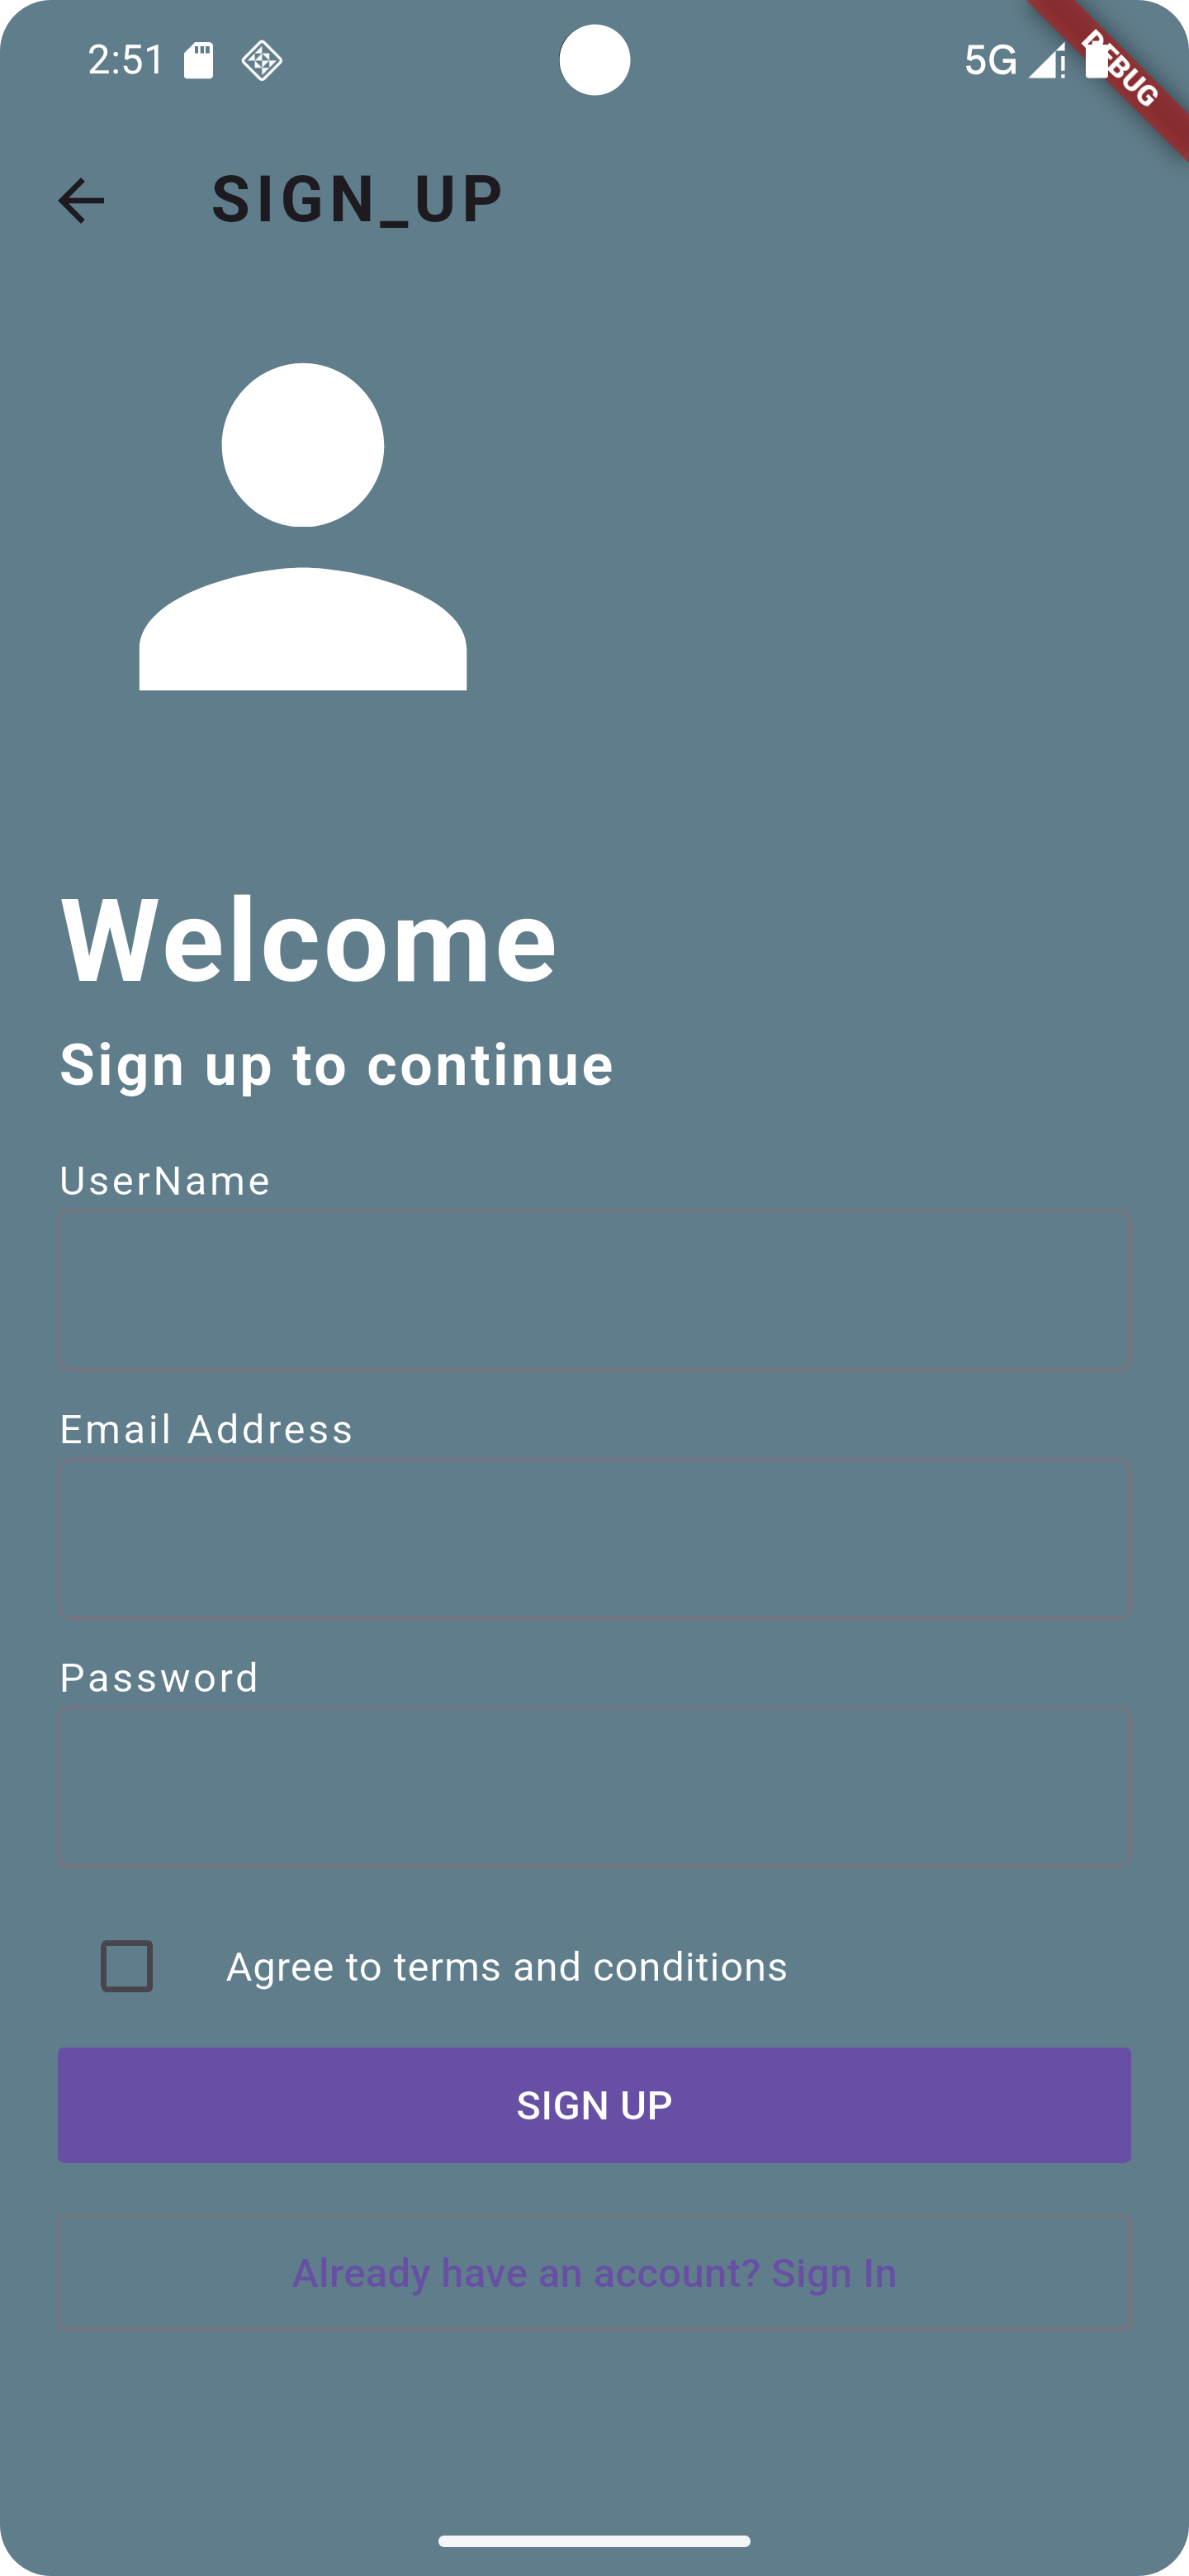 2:51
5G
DEBUG
SIGN_UP
Welcome
Sign up to continue
UserName
Email Address
Password
Agree to terms and conditions
SIGN UP
Already have an account? Sign In